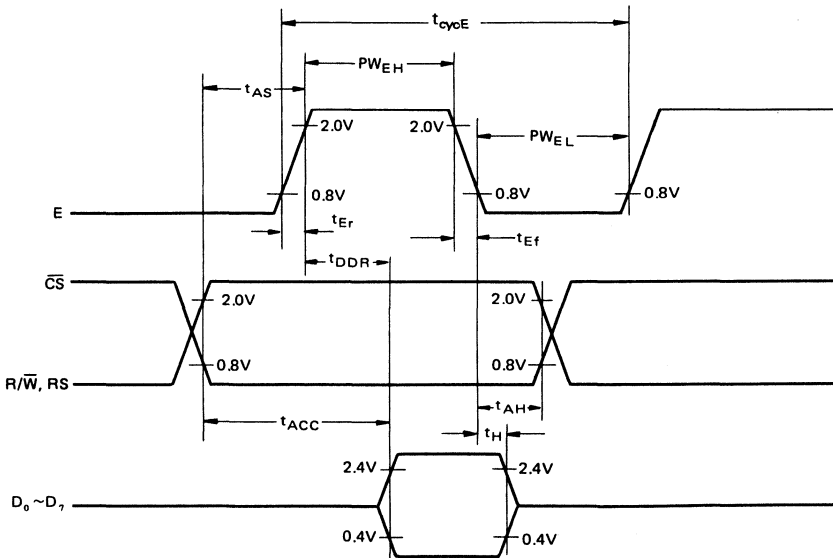 tcycE
PWEH
tAS
2.0V 2.0V
PWEL
0.8V 0.8V 0.8V
E
tEr
tEf
tDDR
CS
2.0V 2.0V
0.8V 0.8V
R/W, RS
tAH
tACC
tH
2.4V 2.4V
D0 ~D7
0.4V 0.4V